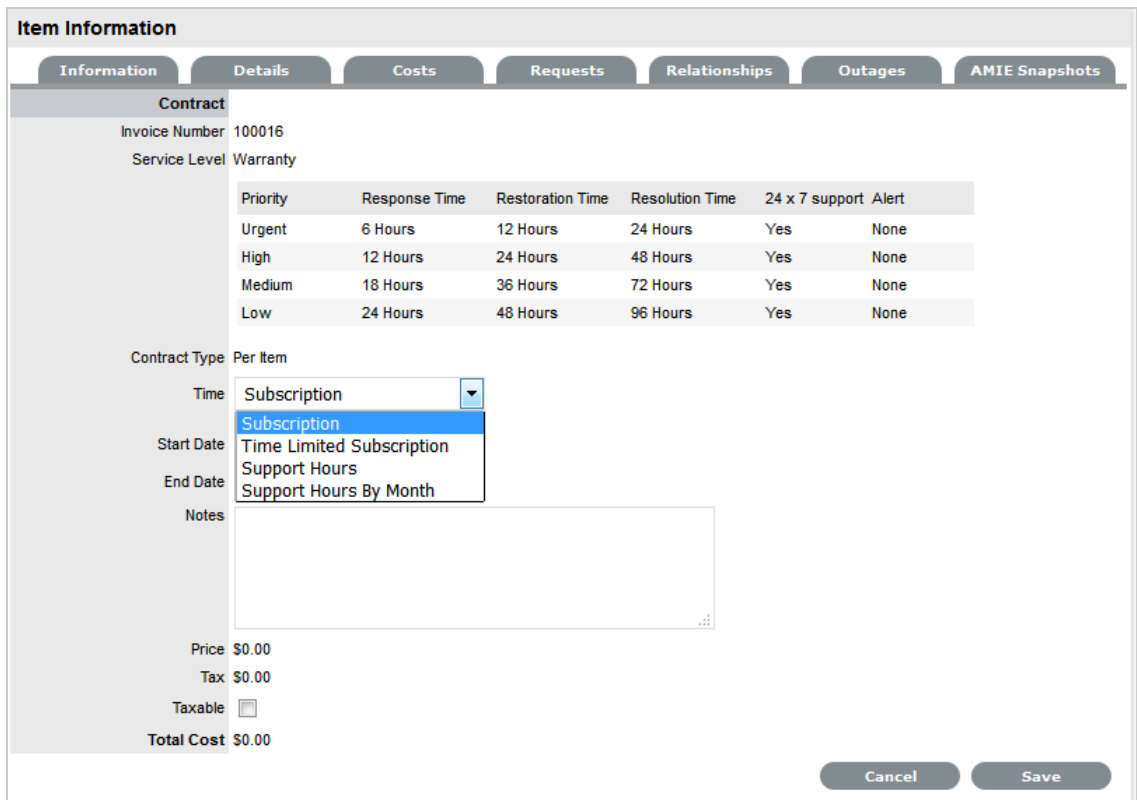 Item Information
Information Details Costs Requests Relationships Outages AMIE Snapshots
Contract
Invoice Number 100016
Service Level Warranty
Priority Response Time Restoration Time Resolution Time 24 x 7 support Alert
Urgent 6 Hours 12 Hours 24 Hours Yes None
High 12 Hours 24 Hours 48 Hours Yes None
Medium 18 Hours 36 Hours 72 Hours Yes None
Low 24 Hours 48 Hours 96 Hours Yes None
Contract Type Per Item
Time Subscription
Subscription
Start Date Time Limited Subscription
Support Hours
End Date Support Hours By Month
Notes
Price $0.00
Tax $0.00
Taxable
Total Cost $0.00
Cancel Save